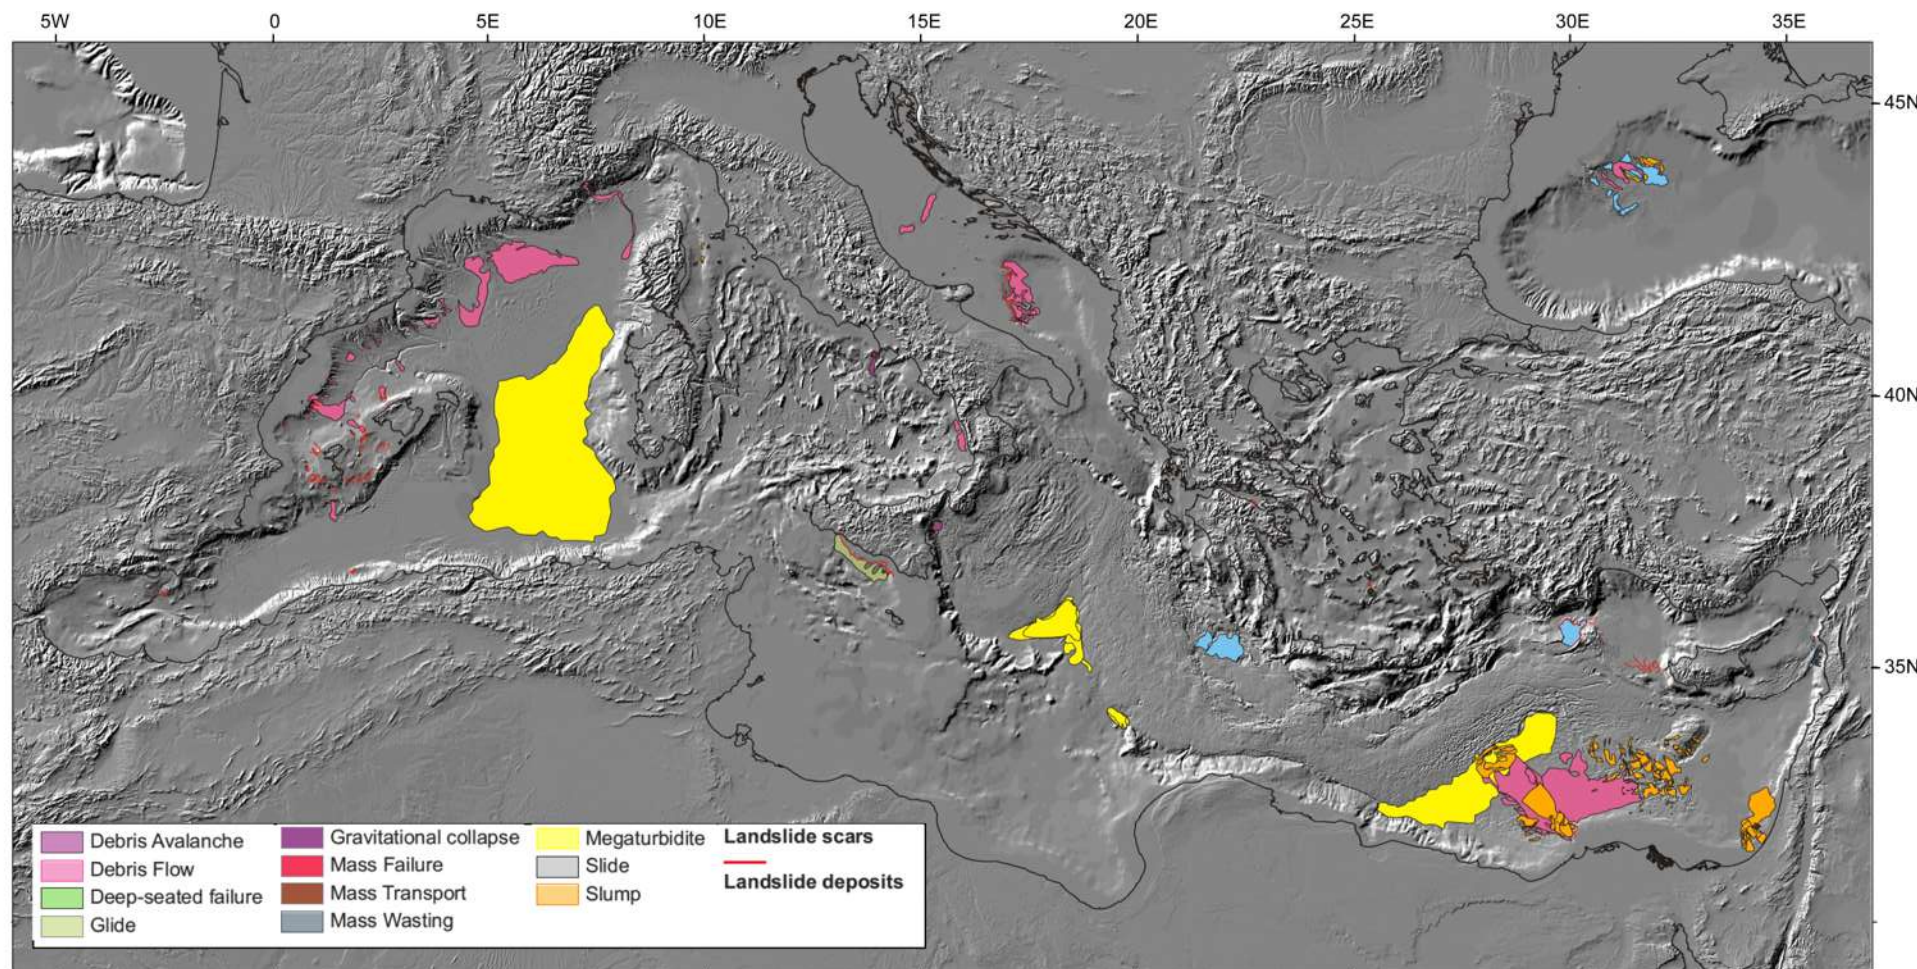 5W 0 5E 10E 15E 20E 25E 30E 35E
45N
40N
35N
Debris Avalanche
Debris Flow
Deep-seated failure
Glide
Gravitational collapse
Mass Failure
Mass Transport
Mass Wasting
Megaturbidite
Slide
Slump
Landslide scars
Landslide deposits